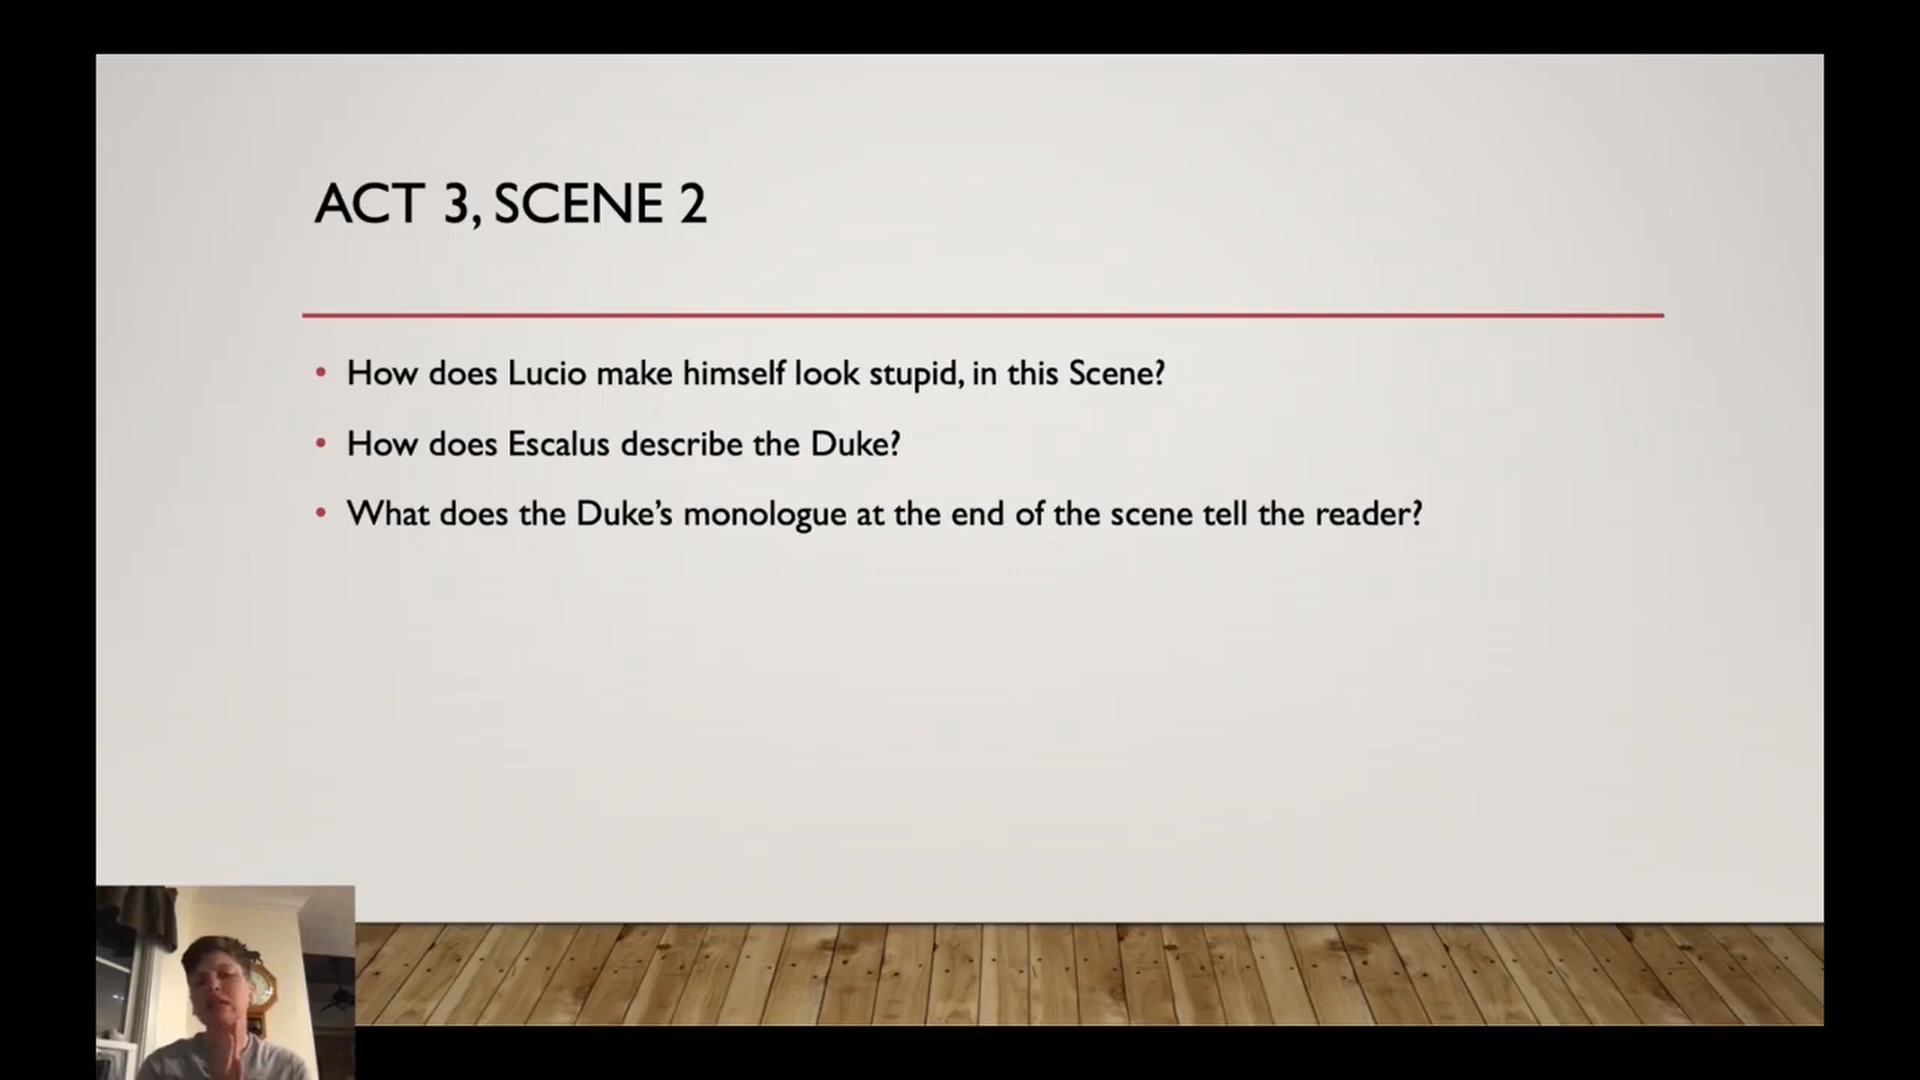 ACT 3, SCENE 2
• How does Lucio make himself look stupid, in this Scene?
• How does Escalus describe the Duke?
• What does the Duke’s monologue at the end of the scene tell the reader?